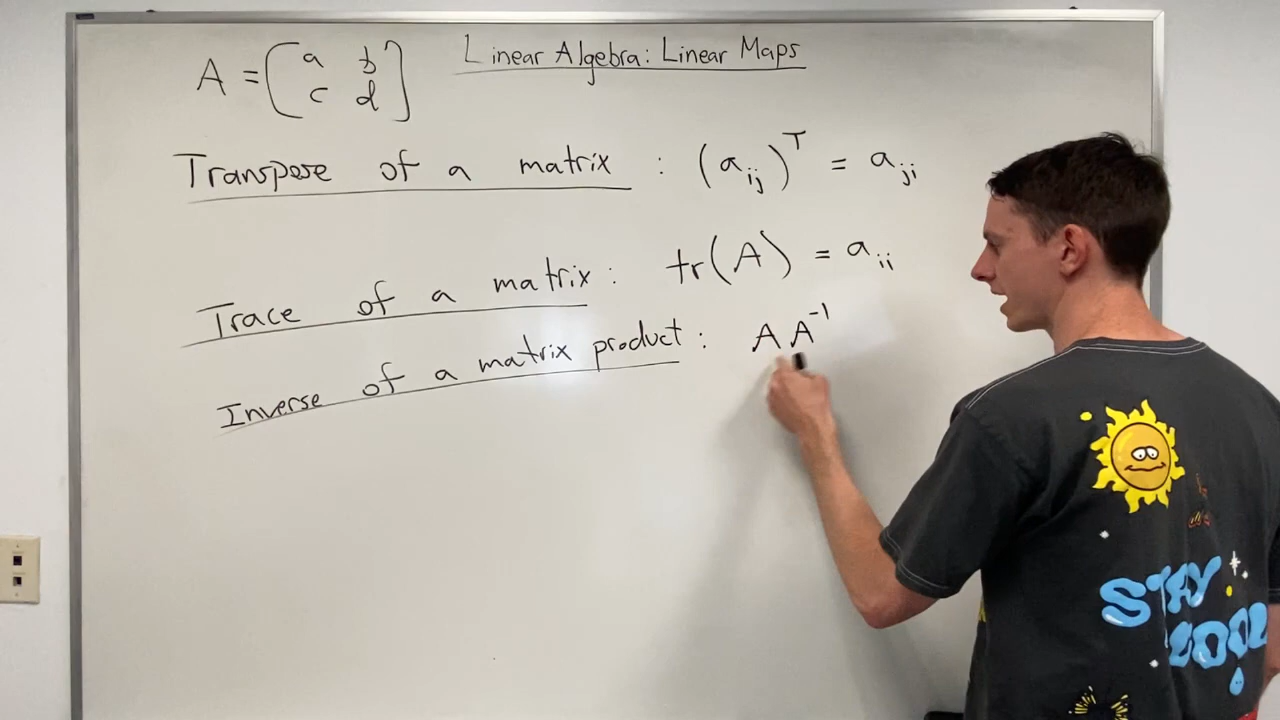 Linear Algebra: Linear Maps
A = (a b
c d)
Transpose of a matrix : (a_ij)^T = a_ji
Trace of a matrix : tr(A) = a_ii
Inverse of a matrix product : A A^-1
STAY
COOL